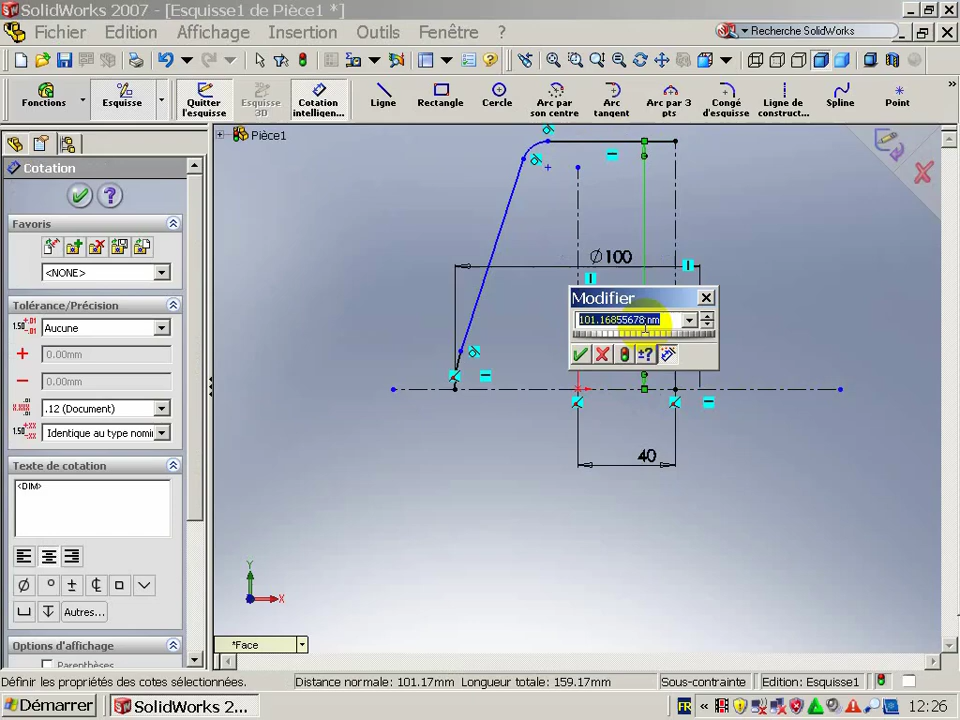 SolidWorks 2007 - [Esquisse1 de Pièce1 *]
Fichier Edition Affichage Insertion Outils Fenêtre ?
Recherche SolidWorks
Fonctions
Esquisse
Quitter
l'esquisse
Esquisse
3D
Cotation
intelligen...
Ligne
Rectangle
Cercle
Arc par
son centre
Arc
tangent
Arc par 3
pts
Congé
d'esquisse
Ligne de
construct...
Spline
Point
Pièce1
Cotation
Favoris
<NONE>
Tolérance/Précision
Aucune
0.00mm
0.00mm
.12 (Document)
Identique au type nomin
Texte de cotation
<DIM>
Autres...
Options d'affichage
Parenthèses
∅100
Modifier
101.16855678mm
40
Y
X
*Face
Définir les propriétés des cotes sélectionnées.
Distance normale: 101.17mm Longueur totale: 159.17mm
Sous-contrainte
Edition: Esquisse1
Démarrer
SolidWorks 2...
FR
12:26